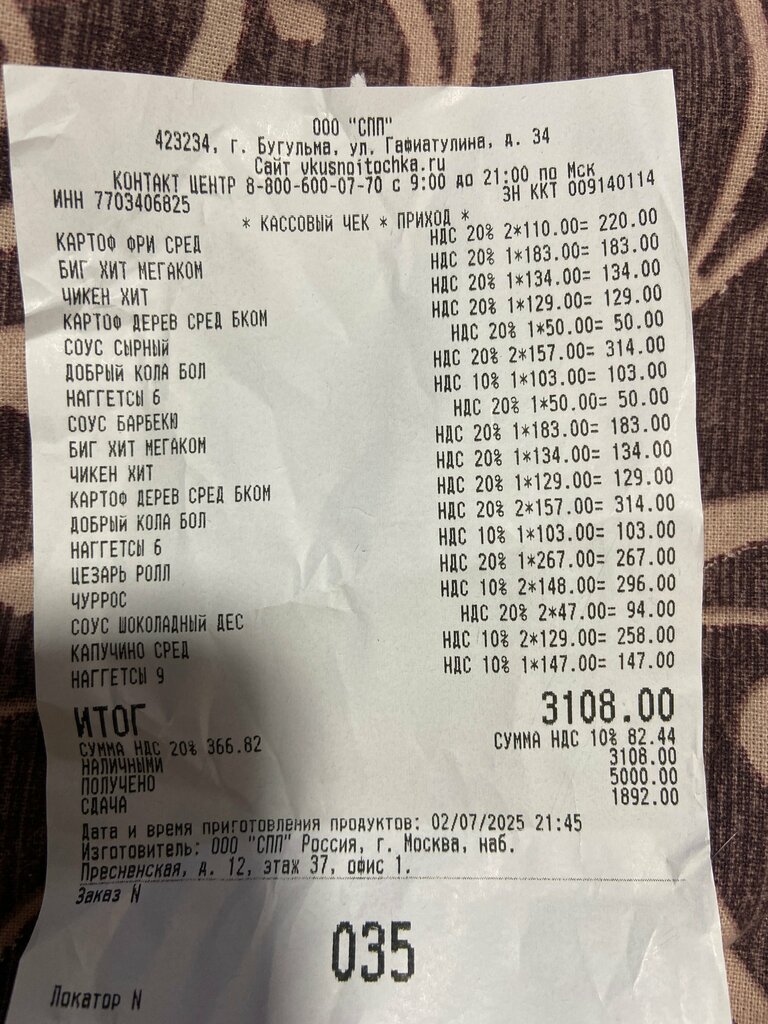 ООО "СПП"
423234, г. Бугульма, ул. Гафиатулина, д. 34
Сайт vkusnoitochka.ru
КОНТАКТ ЦЕНТР 8-800-600-07-70 с 9:00 до 21:00 по Мск
ИНН 7703406825 ЗН ККТ 009140114
* КАССОВЫЙ ЧЕК * ПРИХОД *
КАРТОФ ФРИ СРЕД НДС 20% 2*110.00= 220.00
БИГ ХИТ МЕГАКОМ НДС 20% 1*183.00= 183.00
ЧИКЕН ХИТ НДС 20% 1*134.00= 134.00
КАРТОФ ДЕРЕВ СРЕД БКОМ НДС 20% 1*129.00= 129.00
СОУС СЫРНЫЙ НДС 20% 1*50.00= 50.00
ДОБРЫЙ КОЛА БОЛ НДС 20% 2*157.00= 314.00
НАГГЕТСЫ 6 НДС 10% 1*103.00= 103.00
СОУС БАРБЕКЮ НДС 20% 1*50.00= 50.00
БИГ ХИТ МЕГАКОМ НДС 20% 1*183.00= 183.00
ЧИКЕН ХИТ НДС 20% 1*134.00= 134.00
КАРТОФ ДЕРЕВ СРЕД БКОМ НДС 20% 1*129.00= 129.00
ДОБРЫЙ КОЛА БОЛ НДС 20% 2*157.00= 314.00
НАГГЕТСЫ 6 НДС 10% 1*103.00= 103.00
ЦЕЗАРЬ РОЛЛ НДС 20% 1*267.00= 267.00
ЧУРРОС НДС 10% 2*148.00= 296.00
СОУС ШОКОЛАДНЫЙ ДЕС НДС 20% 2*47.00= 94.00
КАПУЧИНО СРЕД НДС 10% 2*129.00= 258.00
НАГГЕТСЫ 9 НДС 10% 1*147.00= 147.00
ИТОГ 3108.00
СУММА НДС 20% 366.82 СУММА НДС 10% 82.44
НАЛИЧНЫМИ 3108.00
ПОЛУЧЕНО 5000.00
СДАЧА 1892.00
Дата и время приготовления продуктов: 02/07/2025 21:45
Изготовитель: ООО "СПП" Россия, г. Москва, наб.
Пресненская, д. 12, этаж 37, офис 1.
Заказ N
035
Локатор N